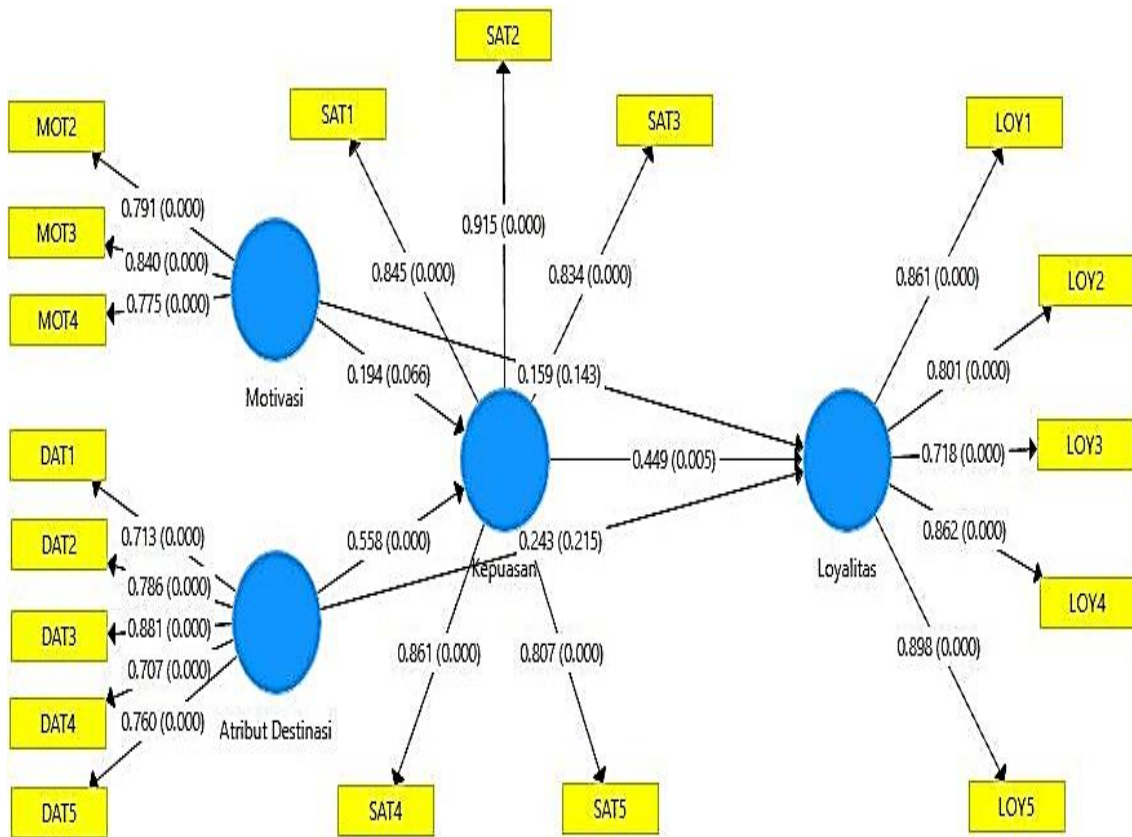 SAT2
SAT1
SAT3
LOY1
MOT2
0.791 (0.000)
MOT3
0.840 (0.000)
MOT4
0.775 (0.000)
Motivasi
0.845 (0.000)
0.915 (0.000)
0.834 (0.000)
0.861 (0.000)
LOY2
0.801 (0.000)
0.194 (0.066)
0.159 (0.143)
0.449 (0.005)
0.718 (0.000)
LOY3
DAT1
0.713 (0.000)
DAT2
0.786 (0.000)
DAT3
0.881 (0.000)
DAT4
0.707 (0.000)
DAT5
0.760 (0.000)
Atribut Destinasi
0.558 (0.000)
0.243 (0.215)
Kepuasan
Loyalitas
0.862 (0.000)
LOY4
0.861 (0.000)
0.807 (0.000)
0.898 (0.000)
SAT4
SAT5
LOY5